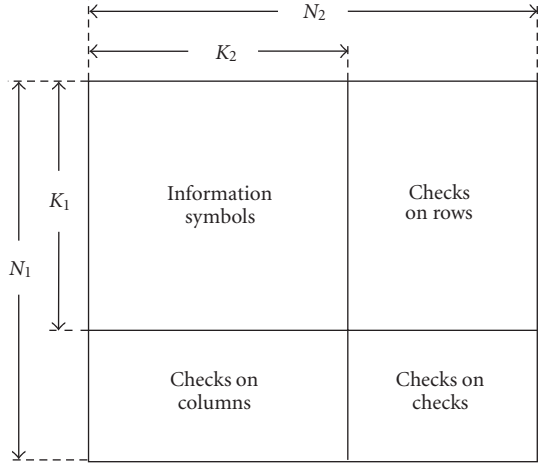 N₂
K₂
Information
symbols
Checks
on rows
K₁
N₁
Checks on
columns
Checks on
checks